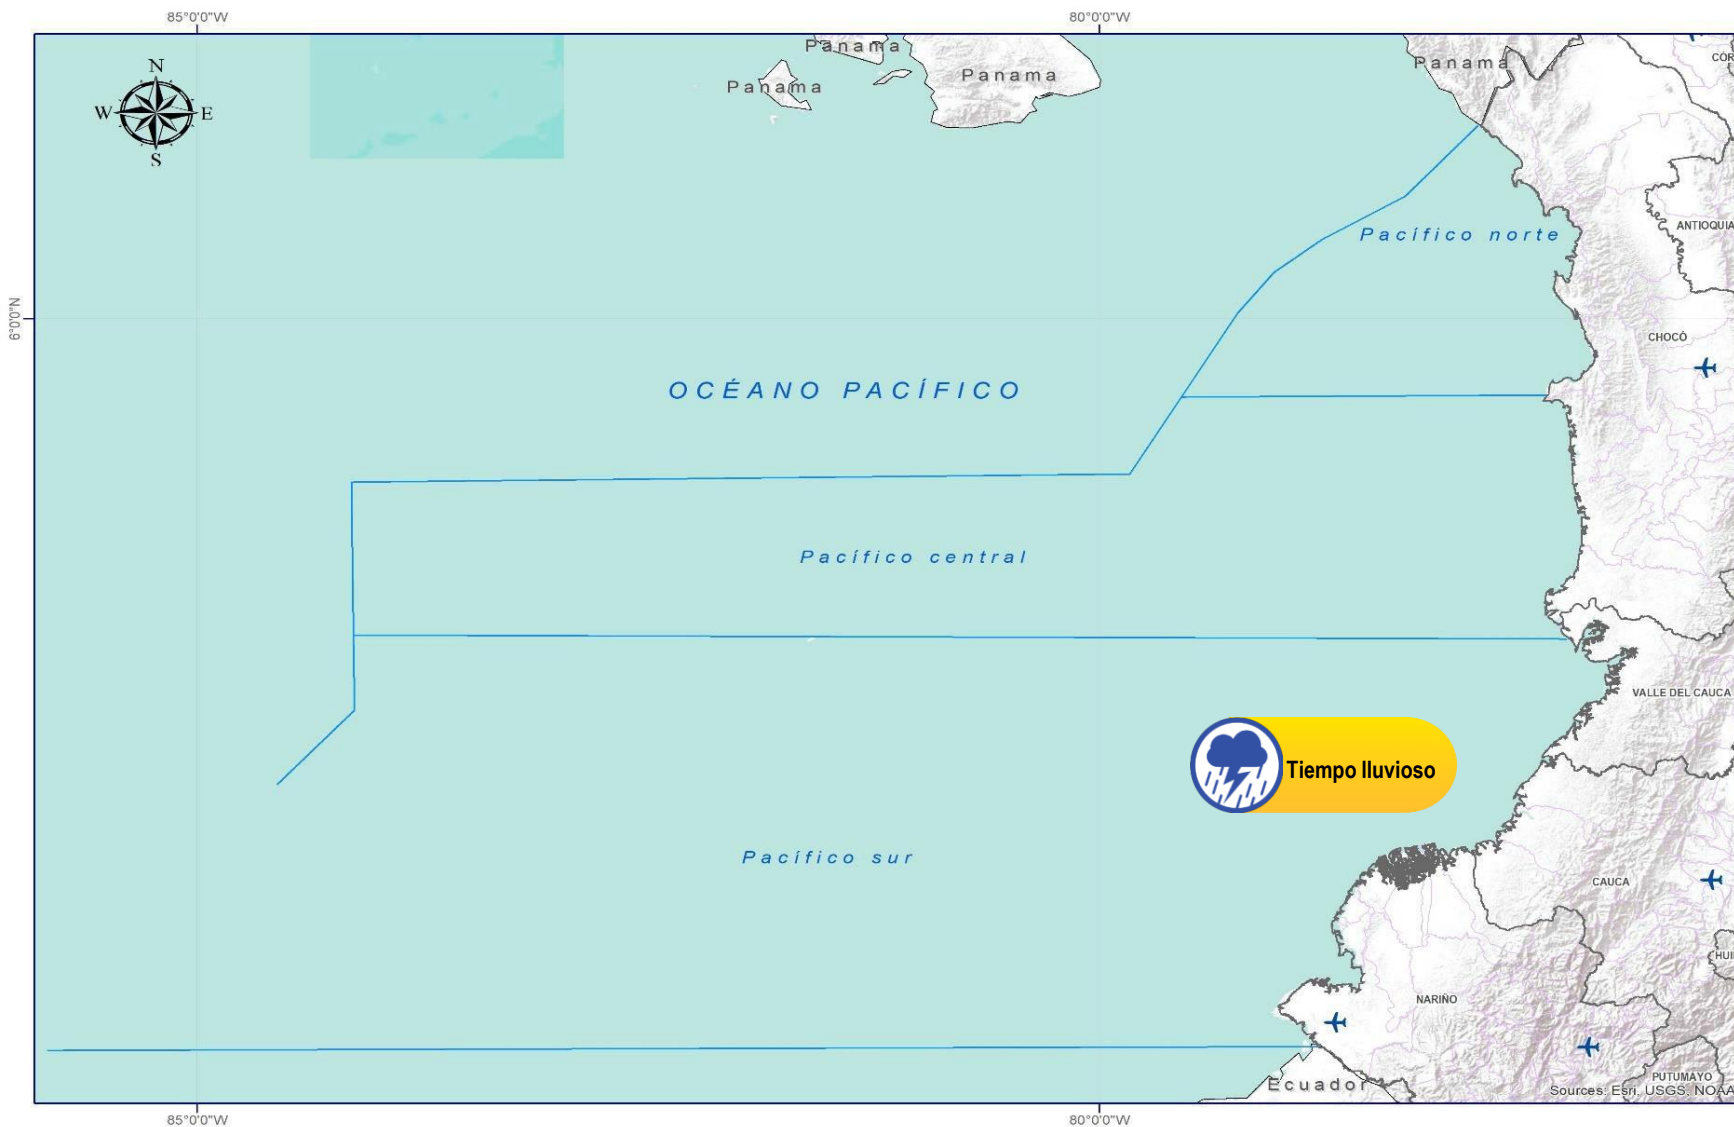 85°0'0"W
80°0'0"W
N
W
E
S
Panama
Panama
Panama
Panama
CÓR
Pacífico norte
ANTIOQUIA
6°0'0"N
CHOCÓ
OCÉANO PACÍFICO
Pacífico central
VALLE DEL CAUCA
Tiempo lluvioso
Pacífico sur
CAUCA
HUI
NARIÑO
PUTUMAYO
Ecuador
Sources: Esri, USGS, NOAA
85°0'0"W
80°0'0"W